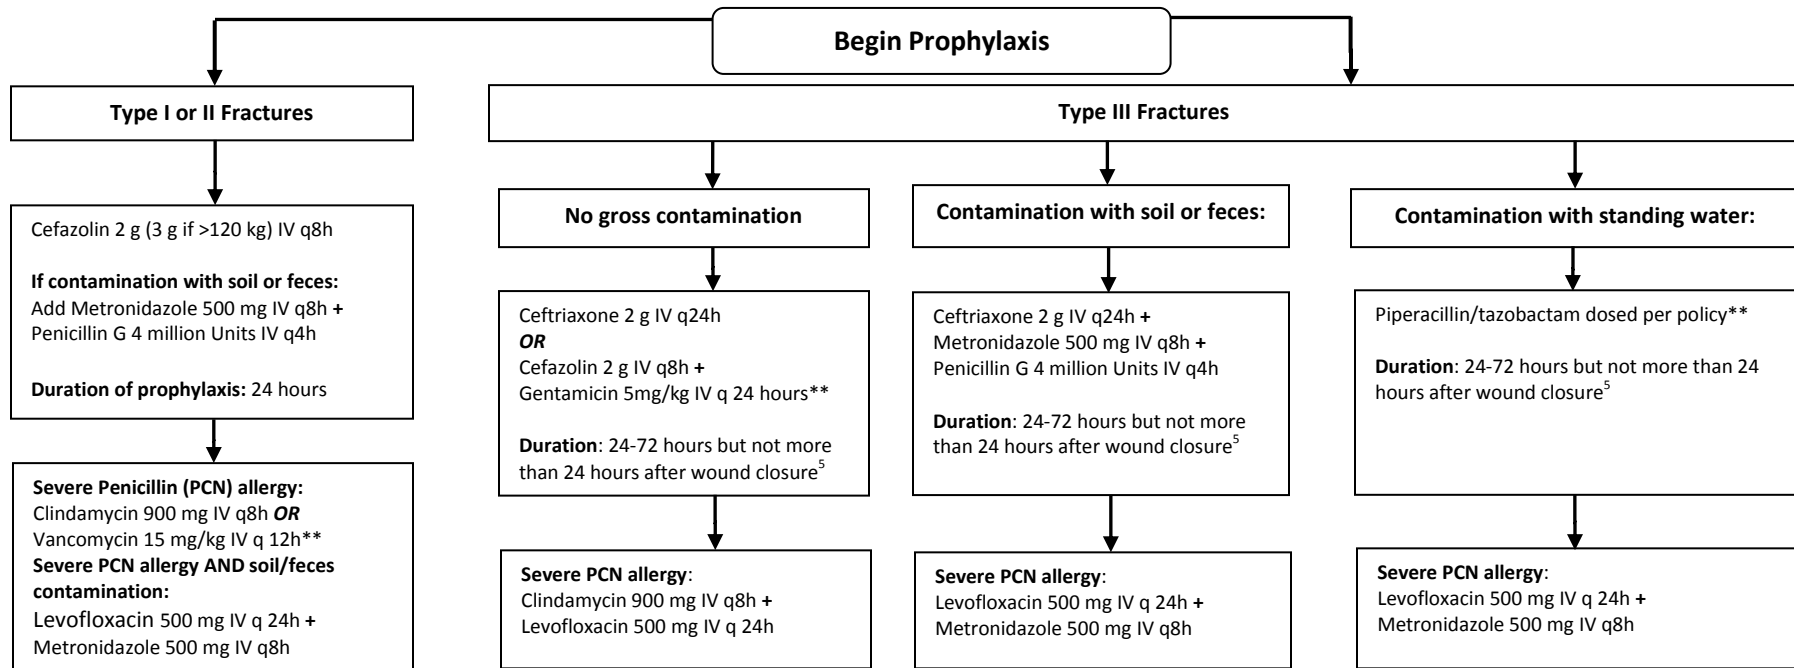 Begin Prophylaxis
Type I or II Fractures
Cefazolin 2 g (3 g if >120 kg) IV q8h
If contamination with soil or feces:
Add Metronidazole 500 mg IV q8h +
Penicillin G 4 million Units IV q4h
Duration of prophylaxis: 24 hours
Severe Penicillin (PCN) allergy:
Clindamycin 900 mg IV q8h OR
Vancomycin 15 mg/kg IV q 12h**
Severe PCN allergy AND soil/feces
contamination:
Levofloxacin 500 mg IV q 24h +
Metronidazole 500 mg IV q8h
Type III Fractures
No gross contamination
Ceftriaxone 2 g IV q24h
OR
Cefazolin 2 g IV q8h +
Gentamicin 5mg/kg IV q 24 hours**
Duration: 24-72 hours but not more
than 24 hours after wound closure5
Severe PCN allergy:
Clindamycin 900 mg IV q8h +
Levofloxacin 500 mg IV q 24h
Contamination with soil or feces:
Ceftriaxone 2 g IV q24h +
Metronidazole 500 mg IV q8h +
Penicillin G 4 million Units IV q4h
Duration: 24-72 hours but not more
than 24 hours after wound closure5
Severe PCN allergy:
Levofloxacin 500 mg IV q 24h +
Metronidazole 500 mg IV q8h
Contamination with standing water:
Piperacillin/tazobactam dosed per policy**
Duration: 24-72 hours but not more than 24
hours after wound closure5
Severe PCN allergy:
Levofloxacin 500 mg IV q 24h +
Metronidazole 500 mg IV q8h